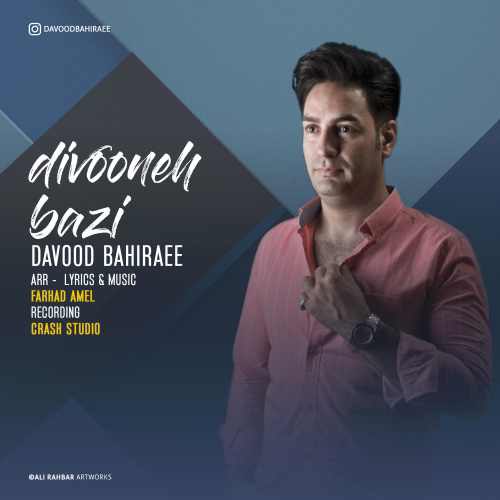 DAVOODBAHIRAEE
divooneh
bazi
DAVOOD BAHIRAEE
ARR - LYRICS & MUSIC
FARHAD AMEL
RECORDING
CRASH STUDIO
©ALI RAHBAR ARTWORKS